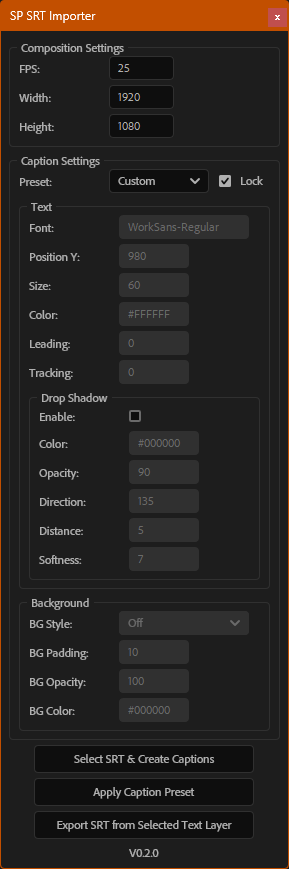 SP SRT Importer x
Composition Settings
FPS: 25
Width: 1920
Height: 1080
Caption Settings
Preset: Custom Lock
Text
Font: WorkSans-Regular
Position Y: 980
Size: 60
Color: #FFFFFF
Leading: 0
Tracking: 0
Drop Shadow
Enable:
Color: #000000
Opacity: 90
Direction: 135
Distance: 5
Softness: 7
Background
BG Style: Off
BG Padding: 10
BG Opacity: 100
BG Color: #000000
Select SRT & Create Captions
Apply Caption Preset
Export SRT from Selected Text Layer
V0.2.0